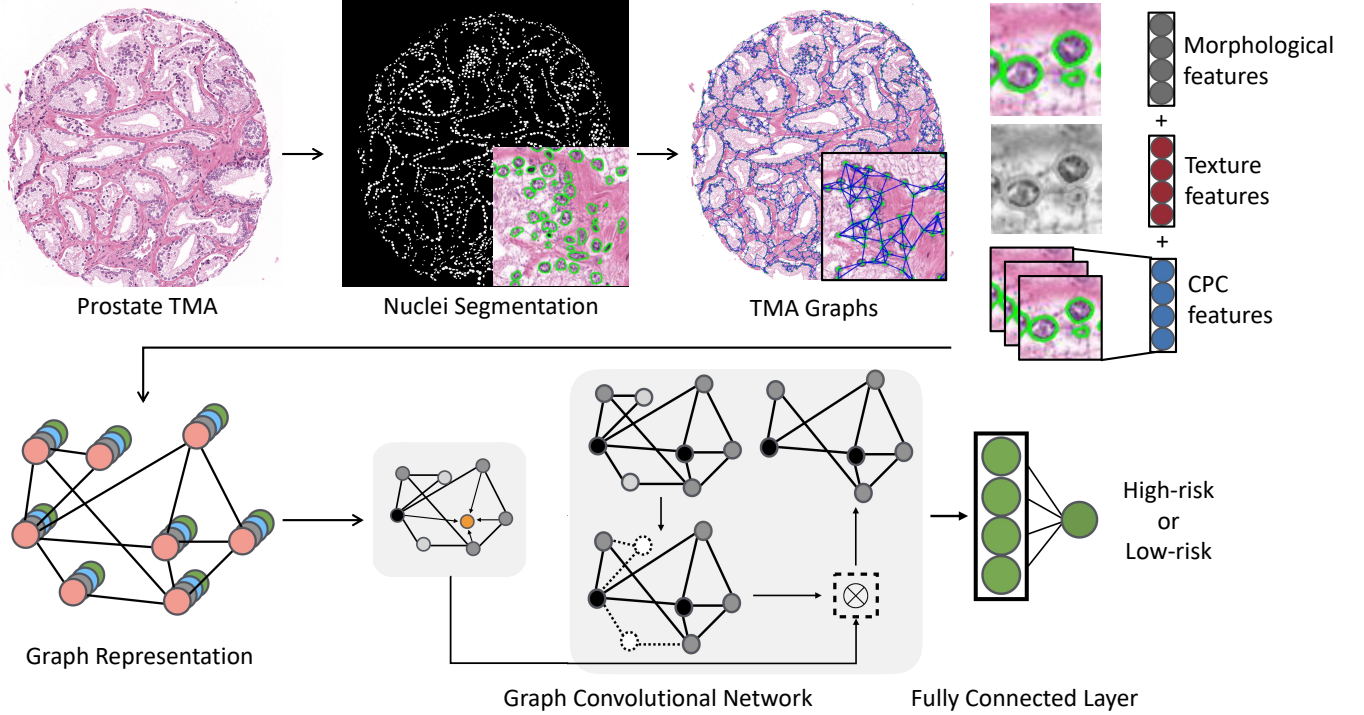 Morphological
features
+
Texture
features
+
CPC
features
Prostate TMA
Nuclei Segmentation
TMA Graphs
High-risk
or
Low-risk
Graph Representation
Graph Convolutional Network
Fully Connected Layer